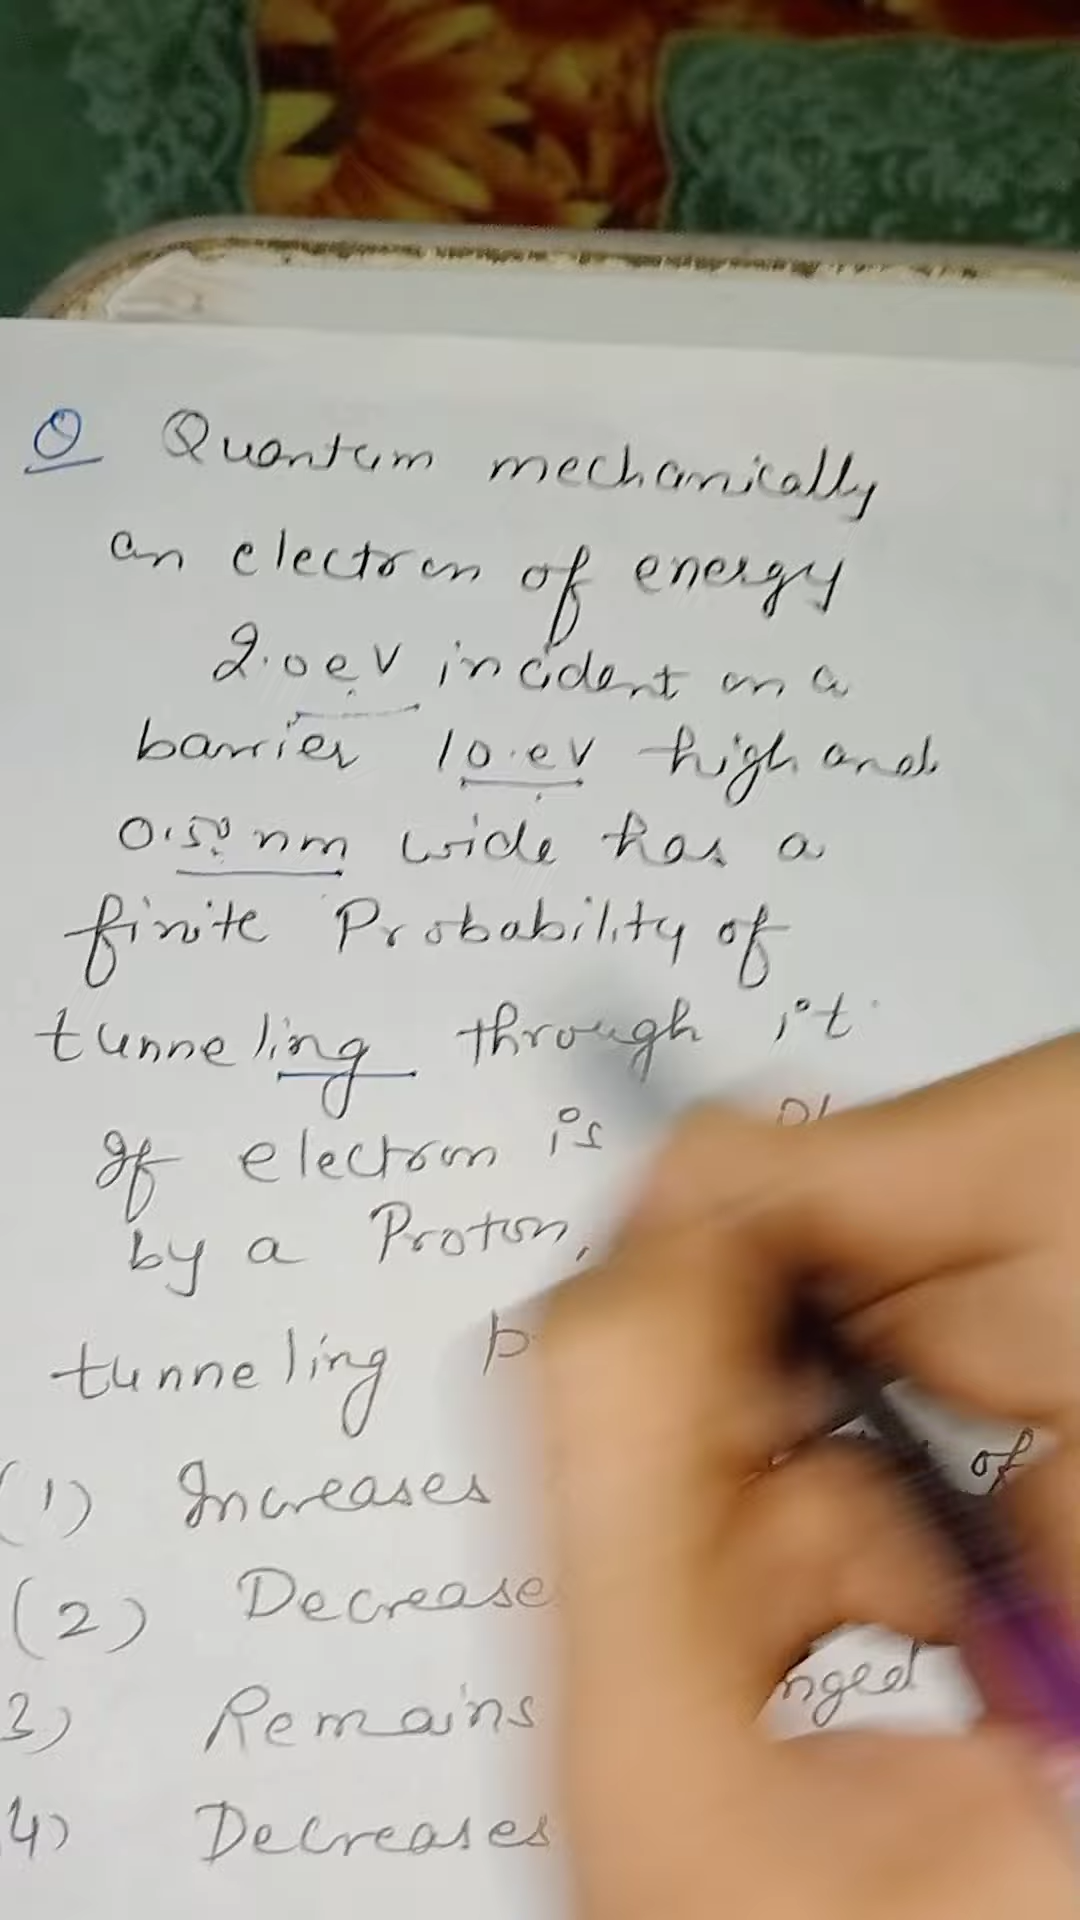 Q Quantum mechanically
an electron of energy
2.0 eV incident on a
barrier 10.eV high and
0.50 nm wide has a
finite Probability of
tunneling through it.
If electron is
by a Proton,
tunneling
(1) Increases of
(2)
3) Remains
4) Decreases